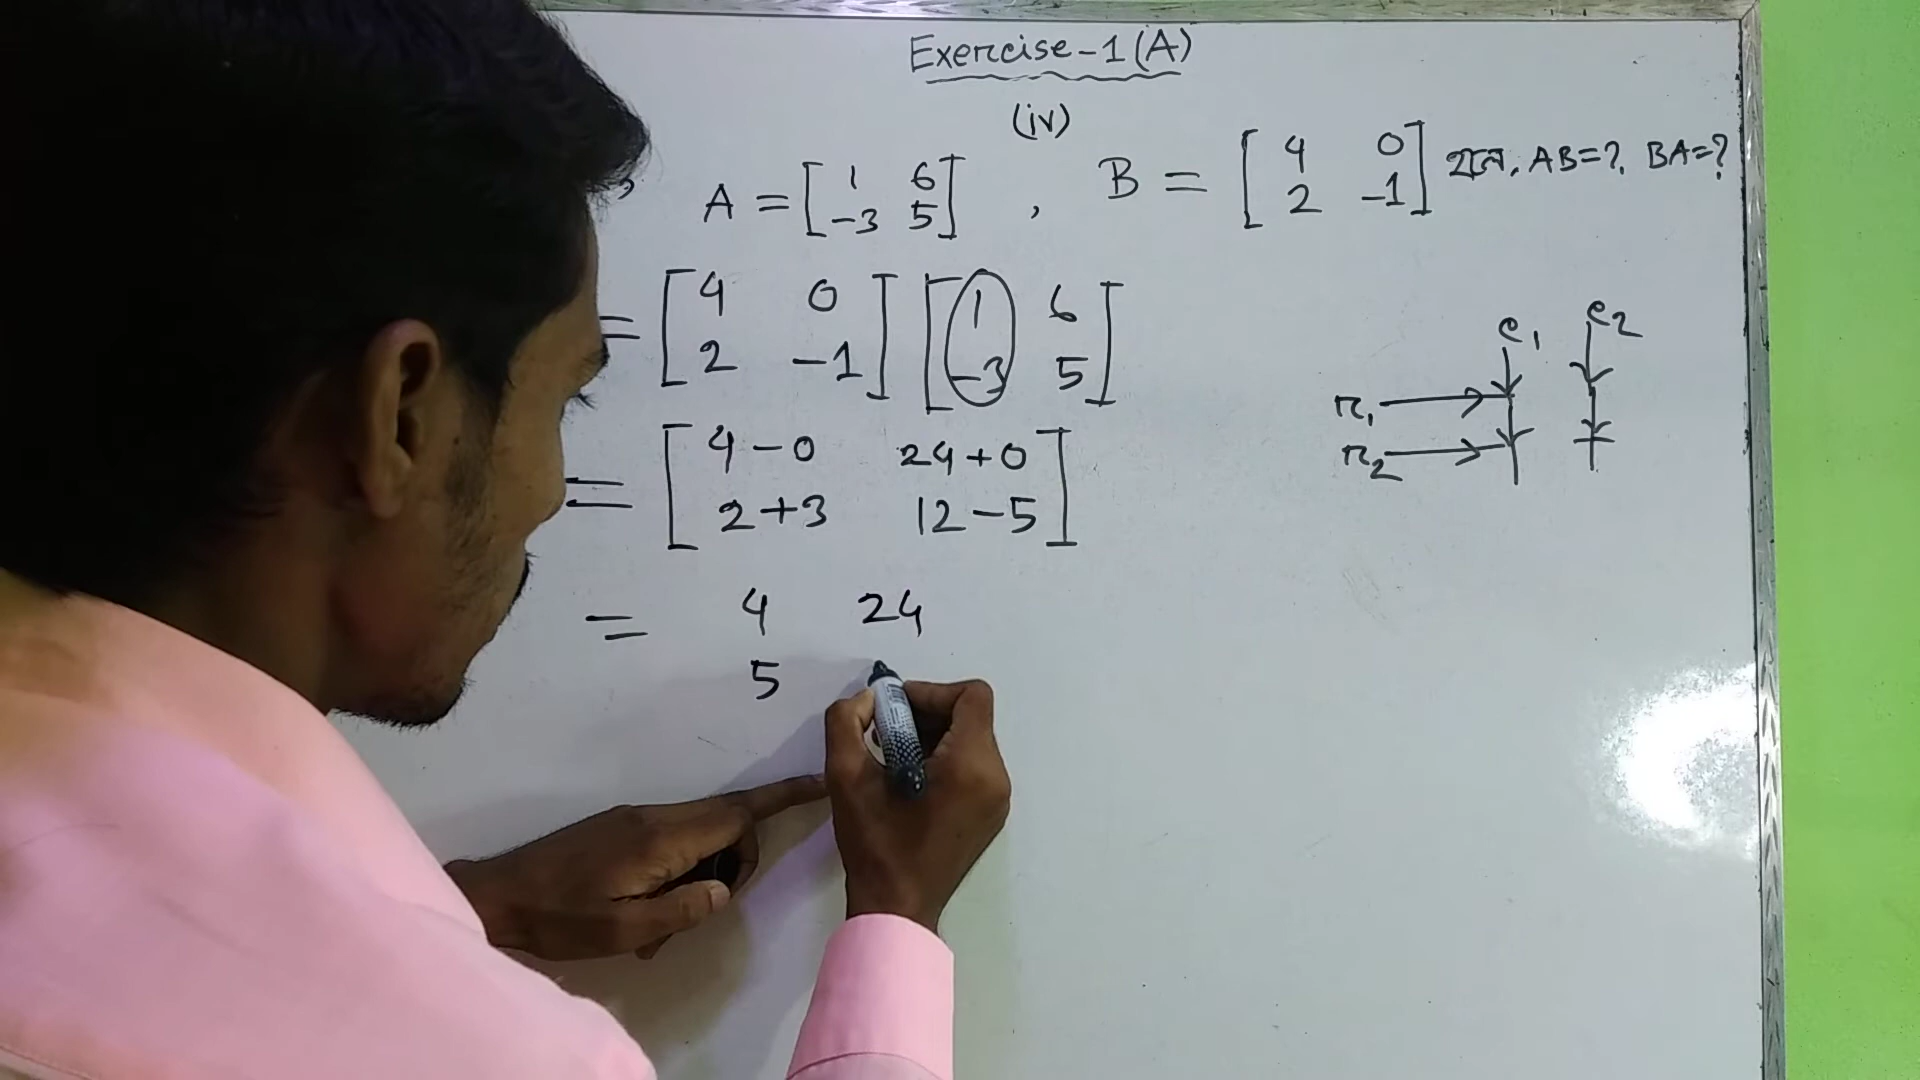 Exercise-1(A)
(iv)
, A = [1 6 -3 5] , B = [4 0 2 -1] হলে, AB=?, BA=?
= [4 0 2 -1] [1 6 -3 5]
= [4-0 24+0 2+3 12-5]
= 4 24
5
c1 c2
r1
r2